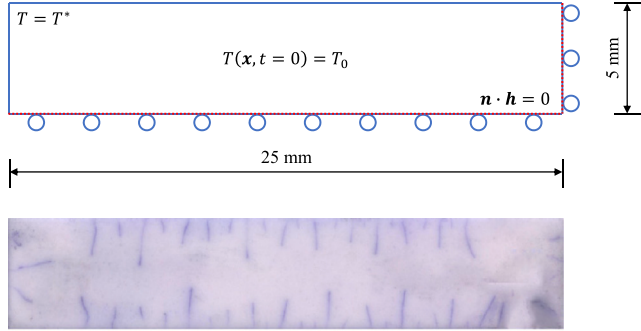 T = T*
T(x, t = 0) = T₀
n · h = 0
5 mm
25 mm